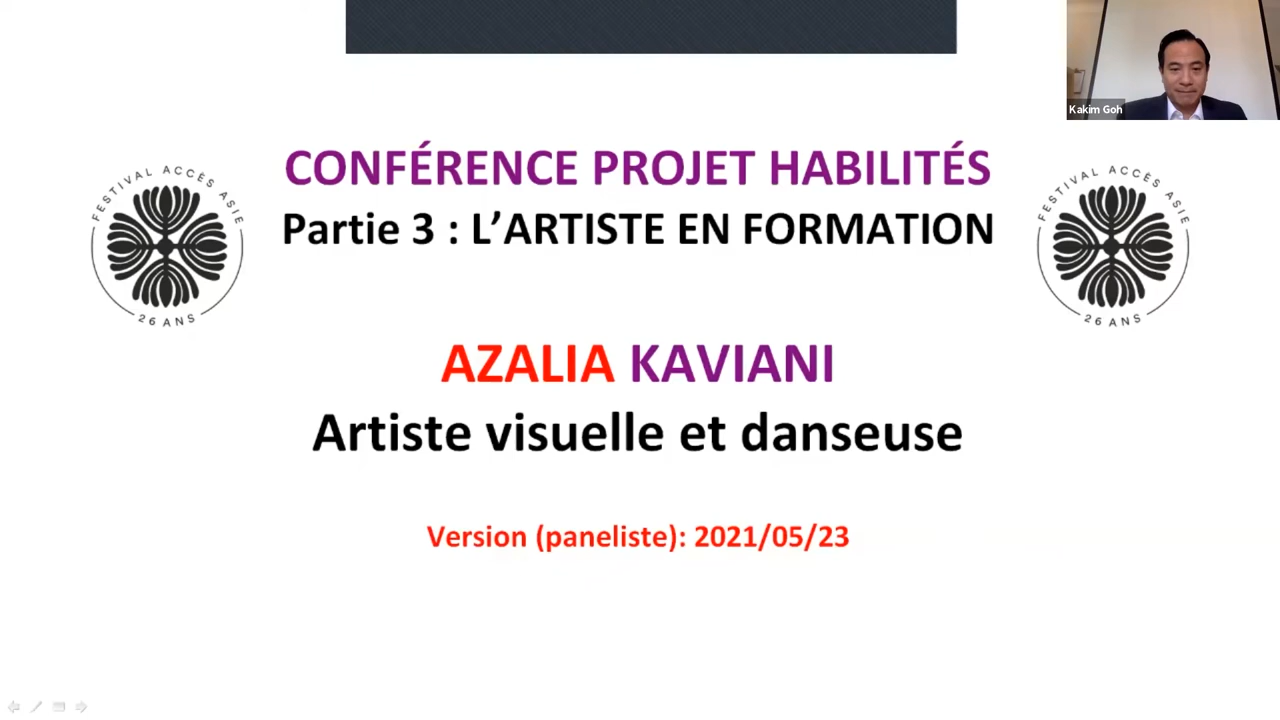 Kakim Goh
CONFÉRENCE PROJET HABILITÉS
Partie 3 : L’ARTISTE EN FORMATION
FESTIVAL ACCÈS ASIE
26 ANS
FESTIVAL ACCÈS ASIE
26 ANS
AZALIA KAVIANI
Artiste visuelle et danseuse
Version (paneliste): 2021/05/23